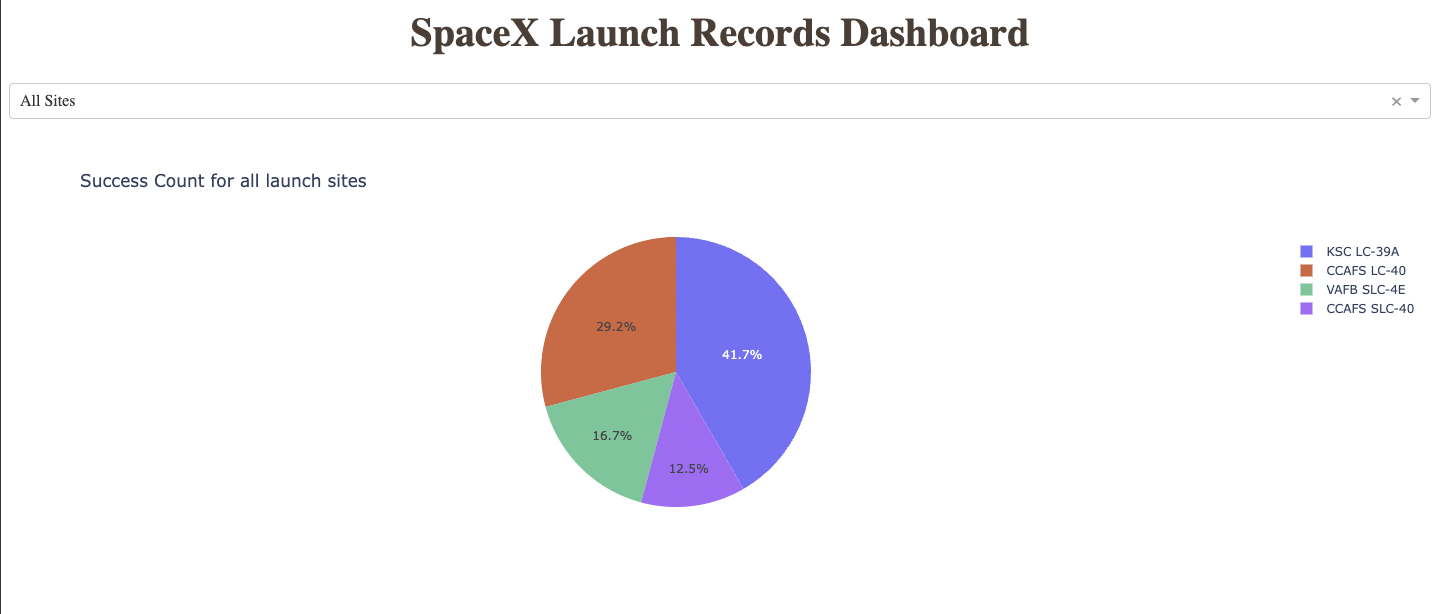 SpaceX Launch Records Dashboard
All Sites
Success Count for all launch sites
KSC LC-39A
CCAFS LC-40
VAFB SLC-4E
CCAFS SLC-40
29.2%
41.7%
16.7%
12.5%